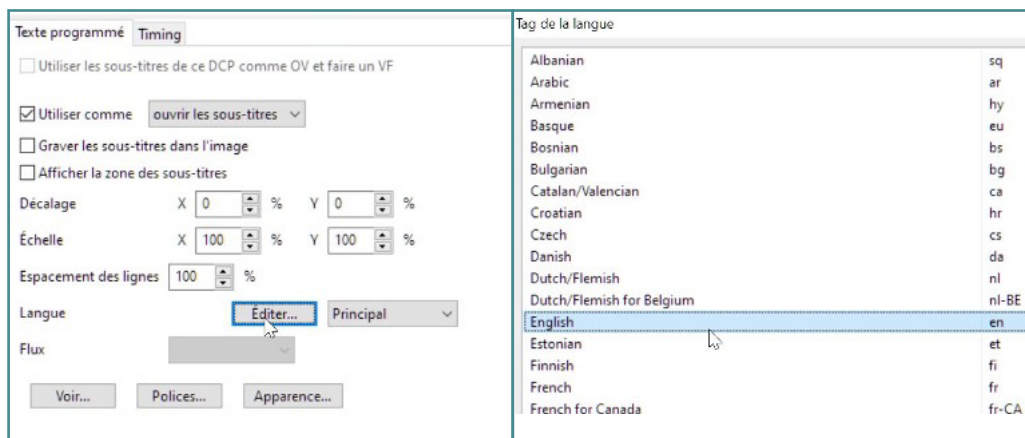 Texte programmé Timing
Utiliser les sous-titres de ce DCP comme OV et faire un VF
Utiliser comme ouvrir les sous-titres
Graver les sous-titres dans l'image
Afficher la zone des sous-titres
Décalage X 0 % Y 0 %
Échelle X 100 % Y 100 %
Espacement des lignes 100 %
Langue Éditer... Principal
Flux
Voir... Polices... Apparence...
Tag de la langue
Albanian sq
Arabic ar
Armenian hy
Basque eu
Bosnian bs
Bulgarian bg
Catalan/Valencian ca
Croatian hr
Czech cs
Danish da
Dutch/Flemish nl
Dutch/Flemish for Belgium nl-BE
English en
Estonian et
Finnish fi
French fr
French for Canada fr-CA